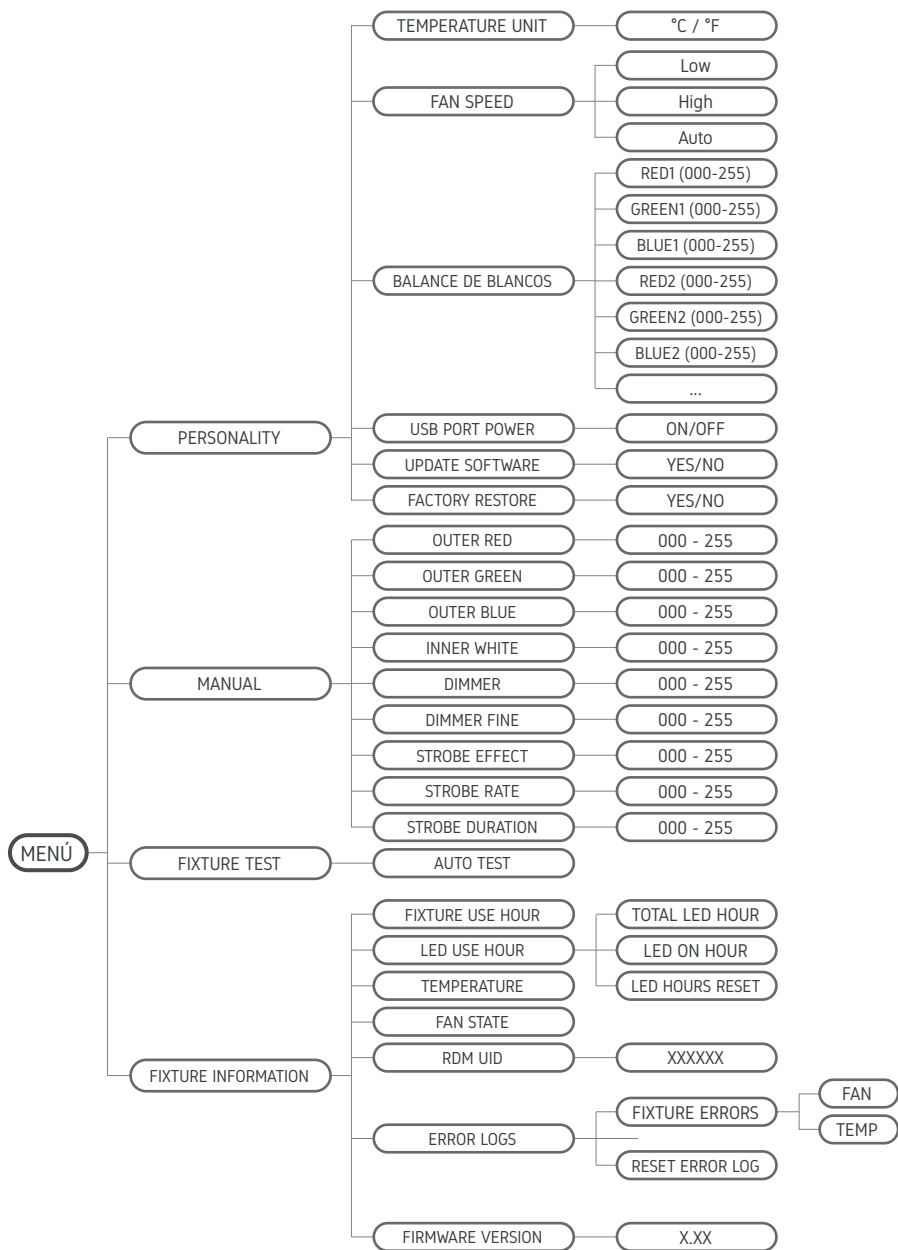 TEMPERATURE UNIT
°C / °F
FAN SPEED
Low
High
Auto
BALANCE DE BLANCOS
RED1 (000-255)
GREEN1 (000-255)
BLUE1 (000-255)
RED2 (000-255)
GREEN2 (000-255)
BLUE2 (000-255)
...
PERSONALITY
USB PORT POWER
ON/OFF
UPDATE SOFTWARE
YES/NO
FACTORY RESTORE
YES/NO
OUTER RED
000 - 255
OUTER GREEN
000 - 255
OUTER BLUE
000 - 255
INNER WHITE
000 - 255
MANUAL
DIMMER
000 - 255
DIMMER FINE
000 - 255
STROBE EFFECT
000 - 255
STROBE RATE
000 - 255
STROBE DURATION
000 - 255
MENÚ
FIXTURE TEST
AUTO TEST
FIXTURE USE HOUR
LED USE HOUR
TOTAL LED HOUR
LED ON HOUR
LED HOURS RESET
TEMPERATURE
FAN STATE
FIXTURE INFORMATION
RDM UID
XXXXXX
ERROR LOGS
FIXTURE ERRORS
FAN
TEMP
RESET ERROR LOG
FIRMWARE VERSION
X.XX